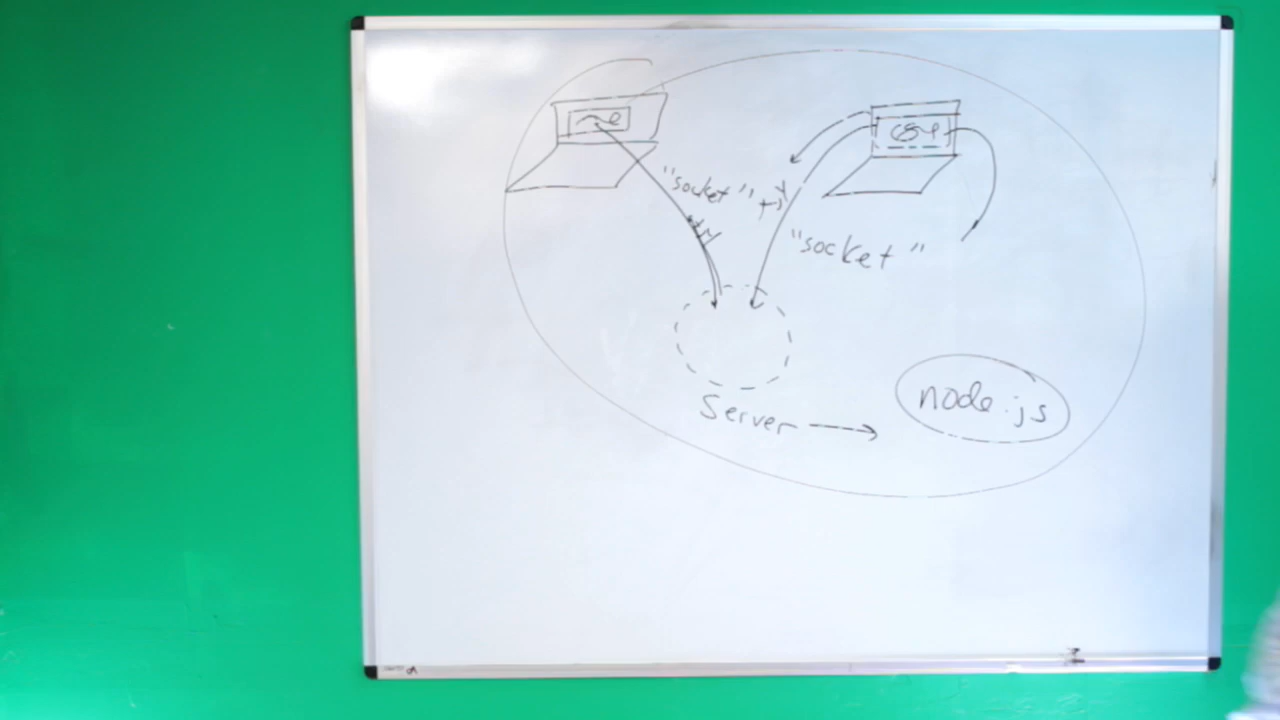 "socket"
x,y
"socket"
node.js
Server